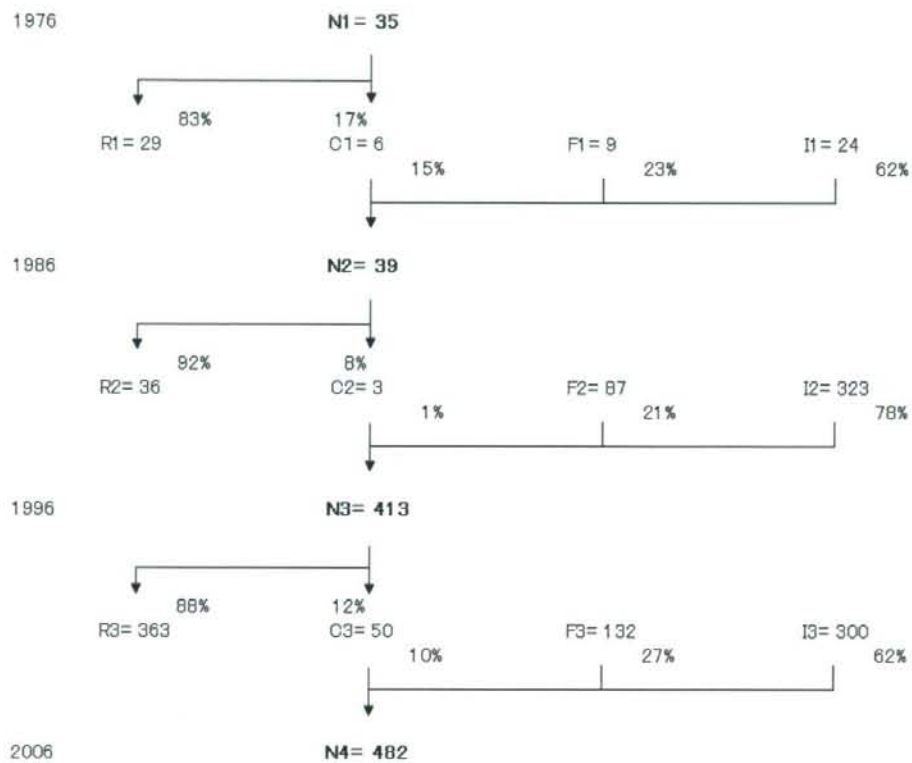 1976 N1= 35
83% 17%
R1= 29 C1= 6 F1= 9 I1= 24
15% 23% 62%
1986 N2= 39
92% 8%
R2= 36 C2= 3 F2= 87 I2= 323
1% 21% 78%
1996 N3= 413
88% 12%
R3= 363 C3= 50 F3= 132 I3= 300
10% 27% 62%
2006 N4= 482